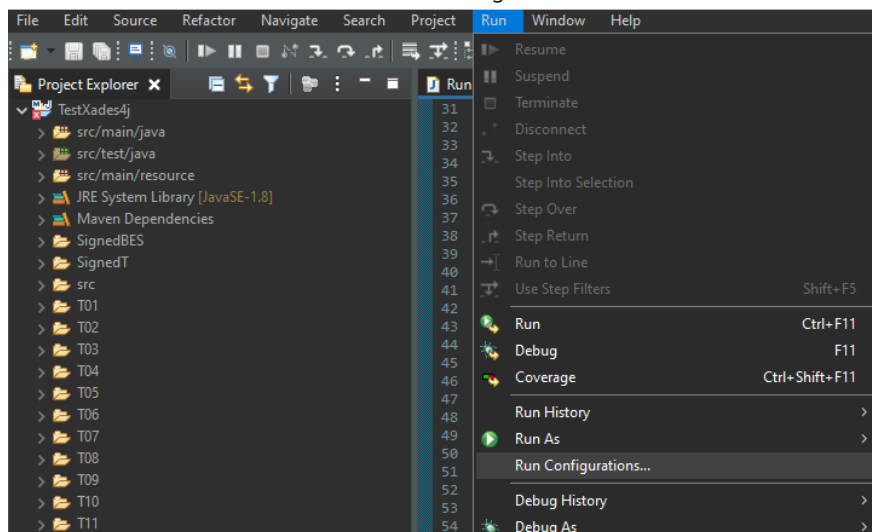 File Edit Source Refactor Navigate Search Project Run Window Help
Project Explorer
Run
TestXades4j
src/main/java
src/test/java
src/main/resource
JRE System Library [JavaSE-1.8]
Maven Dependencies
SignedBES
SignedT
src
T01
T02
T03
T04
T05
T06
T07
T08
T09
T10
T11
31
32
33
34
35
36
37
38
39
40
41
42
43
44
45
46
47
48
49
50
51
52
53
54
Resume
Suspend
Terminate
Disconnect
Step Into
Step Into Selection
Step Over
Step Return
Run to Line
Use Step Filters Shift+F5
Run Ctrl+F11
Debug F11
Coverage Ctrl+Shift+F11
Run History
Run As
Run Configurations...
Debug History
Debug As